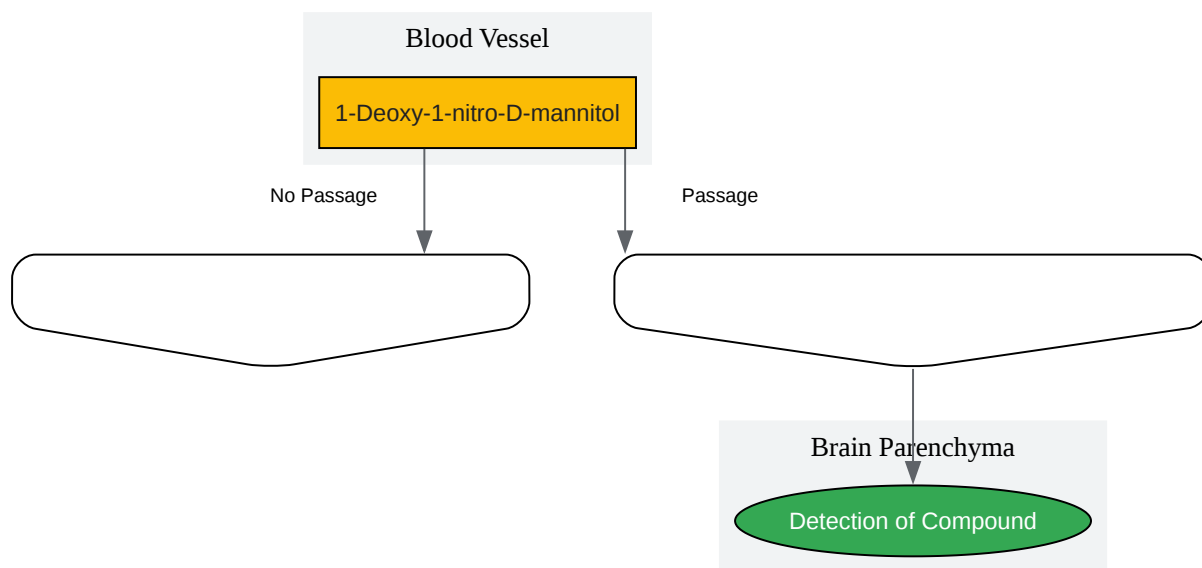 Blood Vessel
1-Deoxy-1-nitro-D-mannitol
No Passage
Passage
Brain Parenchyma
Detection of Compound